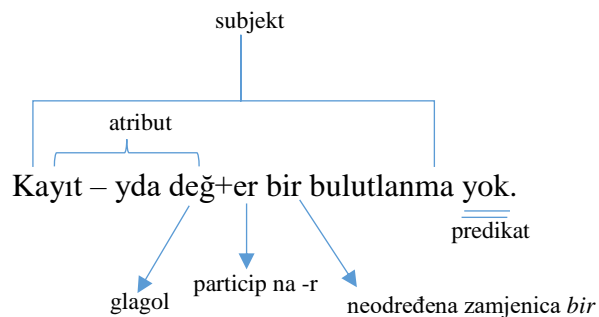 subjekt
atribut
Kayıt – yda değ+er bir bulutlanma yok.
predikat
glagol
particip na -r
neodređena zamjenica bir